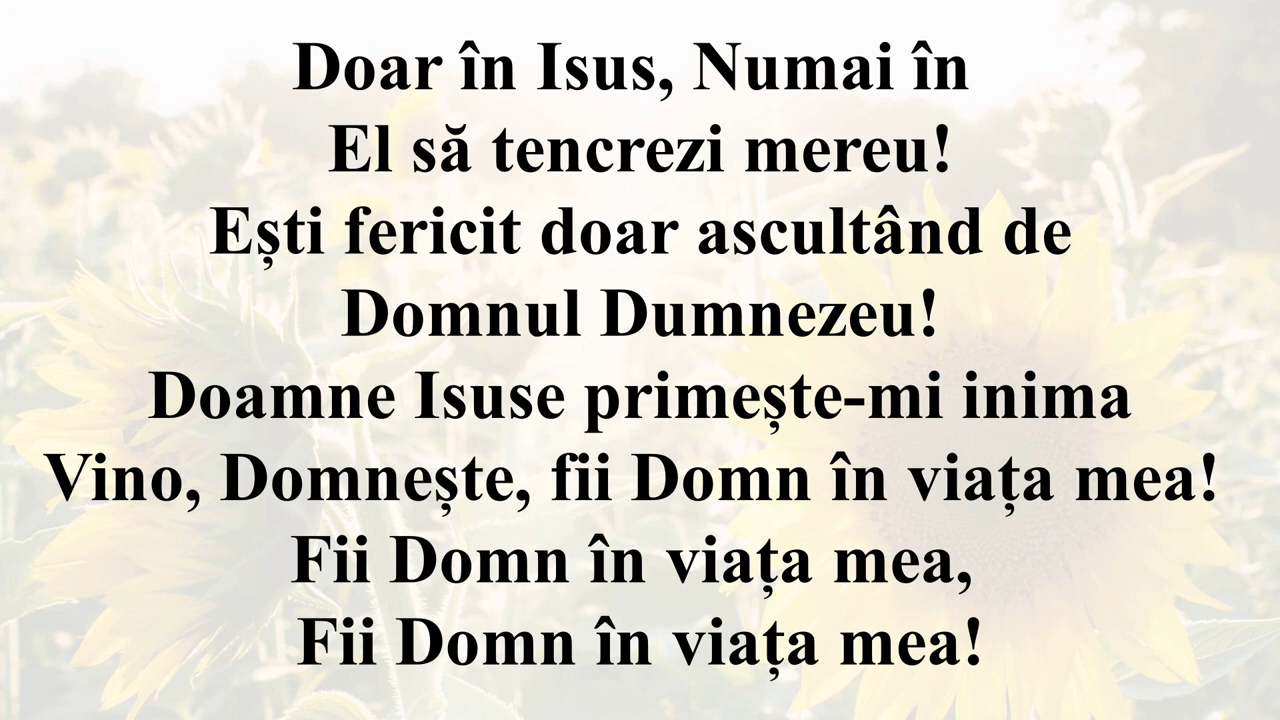 Doar în Isus, Numai în
El să tencrezi mereu!
Ești fericit doar ascultând de
Domnul Dumnezeu!
Doamne Isuse primește-mi inima
Vino, Domnește, fii Domn în viața mea!
Fii Domn în viața mea,
Fii Domn în viața mea!